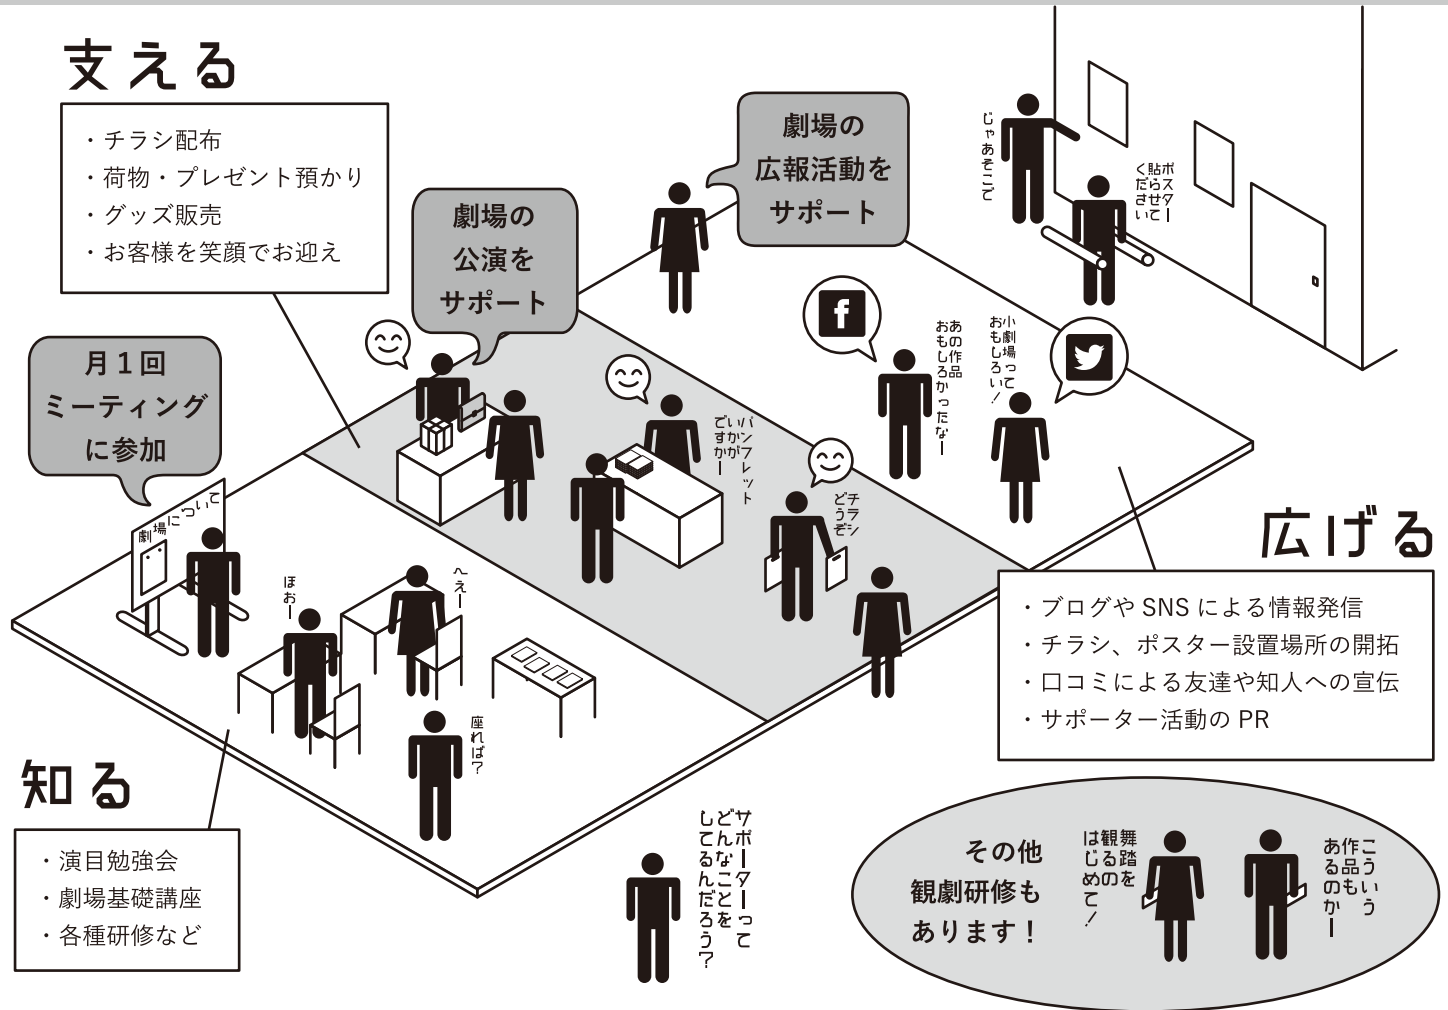 支える
・チラシ配布
・荷物・プレゼント預かり
・グッズ販売
・お客様を笑顔でお迎え
劇場の
公演を
サポート
劇場の
広報活動を
サポート
じゃあそこで
ポスター
貼らせて
ください
月１回
ミーティング
に参加
劇場について
ほおー
へえー
座れば？
パンフレット
いかが
ですかー
チラシ
どうぞ
f
あの作品
おもしろかったなー
小劇場って
おもしろい！
広げる
・ブログや SNS による情報発信
・チラシ、ポスター設置場所の開拓
・口コミによる友達や知人への宣伝
・サポーター活動の PR
知る
・演目勉強会
・劇場基礎講座
・各種研修など
サポーターって
どんなことを
してるんだろう？
その他
観劇研修も
あります！
舞踏を
観るの
はじめて！
こういう
作品も
あるのかー